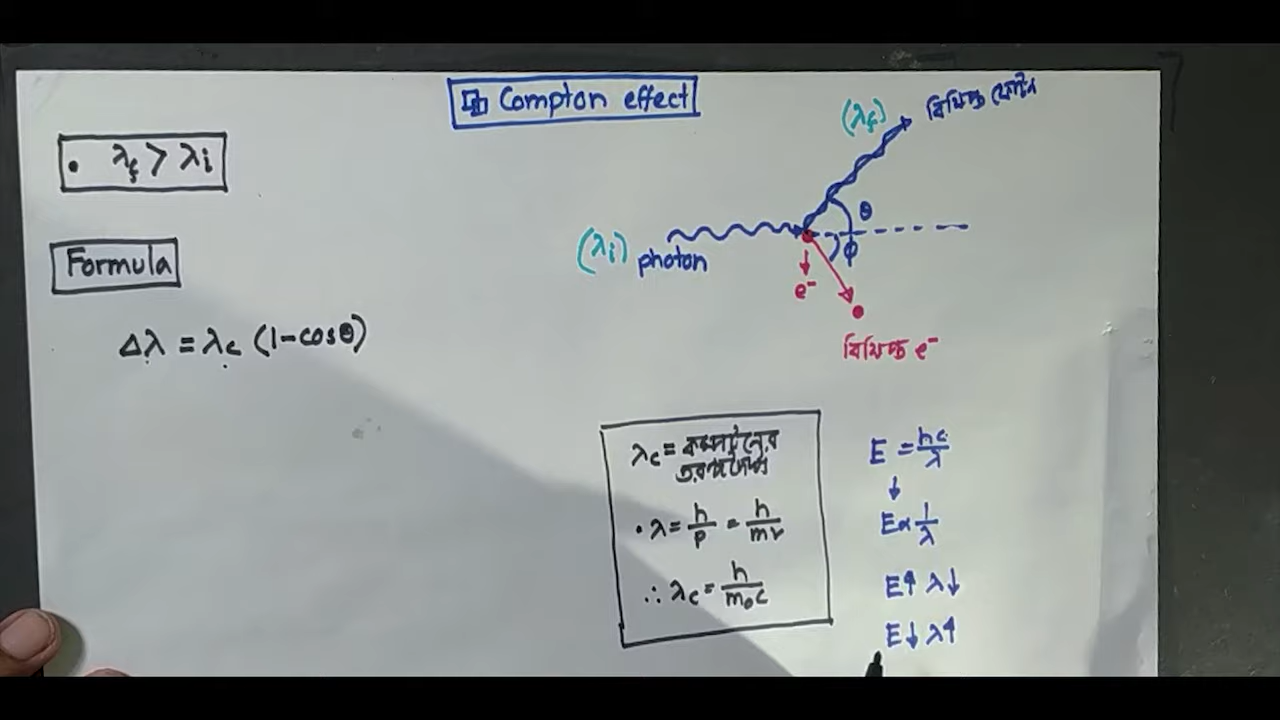 Compton effect
• λf > λi
Formula
Δλ = λc (1-cosθ)
(λf)
বিক্ষিপ্ত ফোটন
(λi) photon
θ
φ
e⁻
বিক্ষিপ্ত e⁻
λc = কম্পটনের
তরঙ্গদৈর্ঘ্য
• λ = h/p = h/mv
∴ λc = h/m₀c
E = hc/λ
↓
E∝ 1/λ
E↑ λ↓
E↓ λ↑